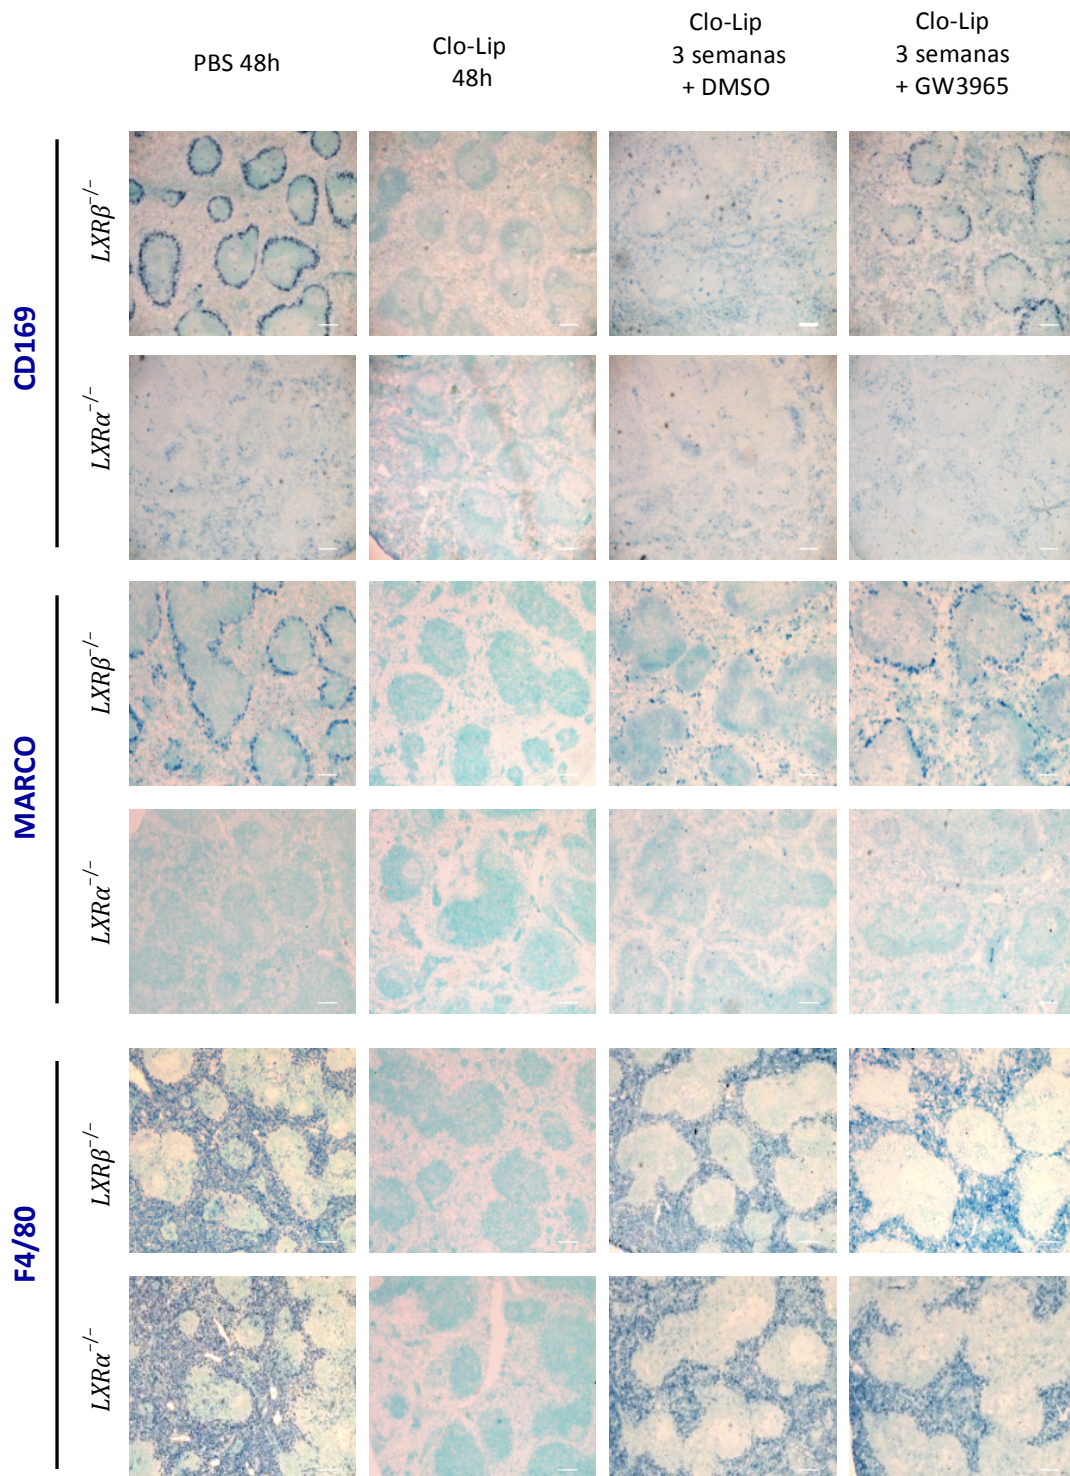 PBS 48h
Clo-Lip
48h
Clo-Lip
3 semanas
+ DMSO
Clo-Lip
3 semanas
+ GW3965
CD169
LXRβ⁻/⁻
LXRα⁻/⁻
MARCO
LXRβ⁻/⁻
LXRα⁻/⁻
F4/80
LXRβ⁻/⁻
LXRα⁻/⁻